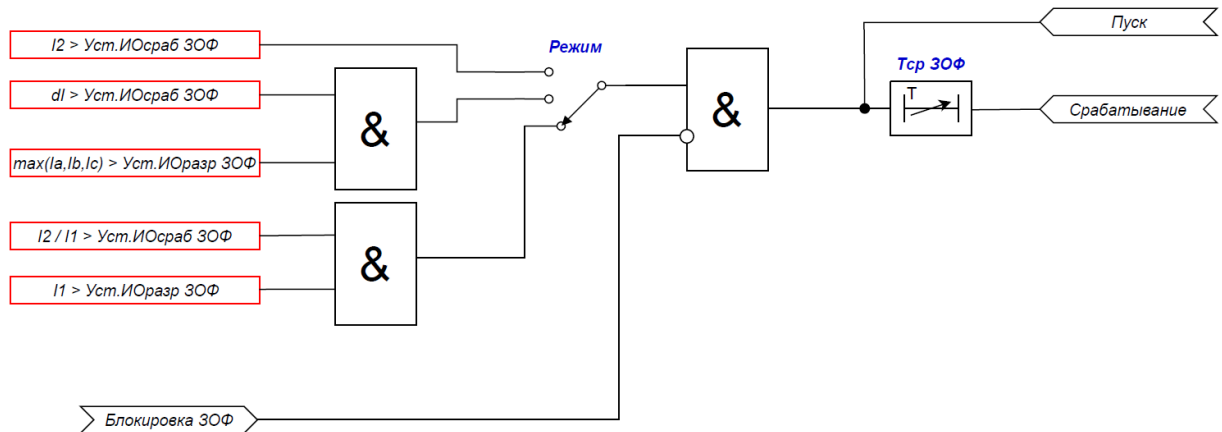 I2 > Уст.ИОсраб ЗОФ
Режим
Пуск
dI > Уст.ИОсраб ЗОФ
Тср ЗОФ
&
&
T
Срабатывание
max(Ia,Ib,Ic) > Уст.ИОразр ЗОФ
I2 / I1 > Уст.ИОсраб ЗОФ
&
I1 > Уст.ИОразр ЗОФ
Блокировка ЗОФ